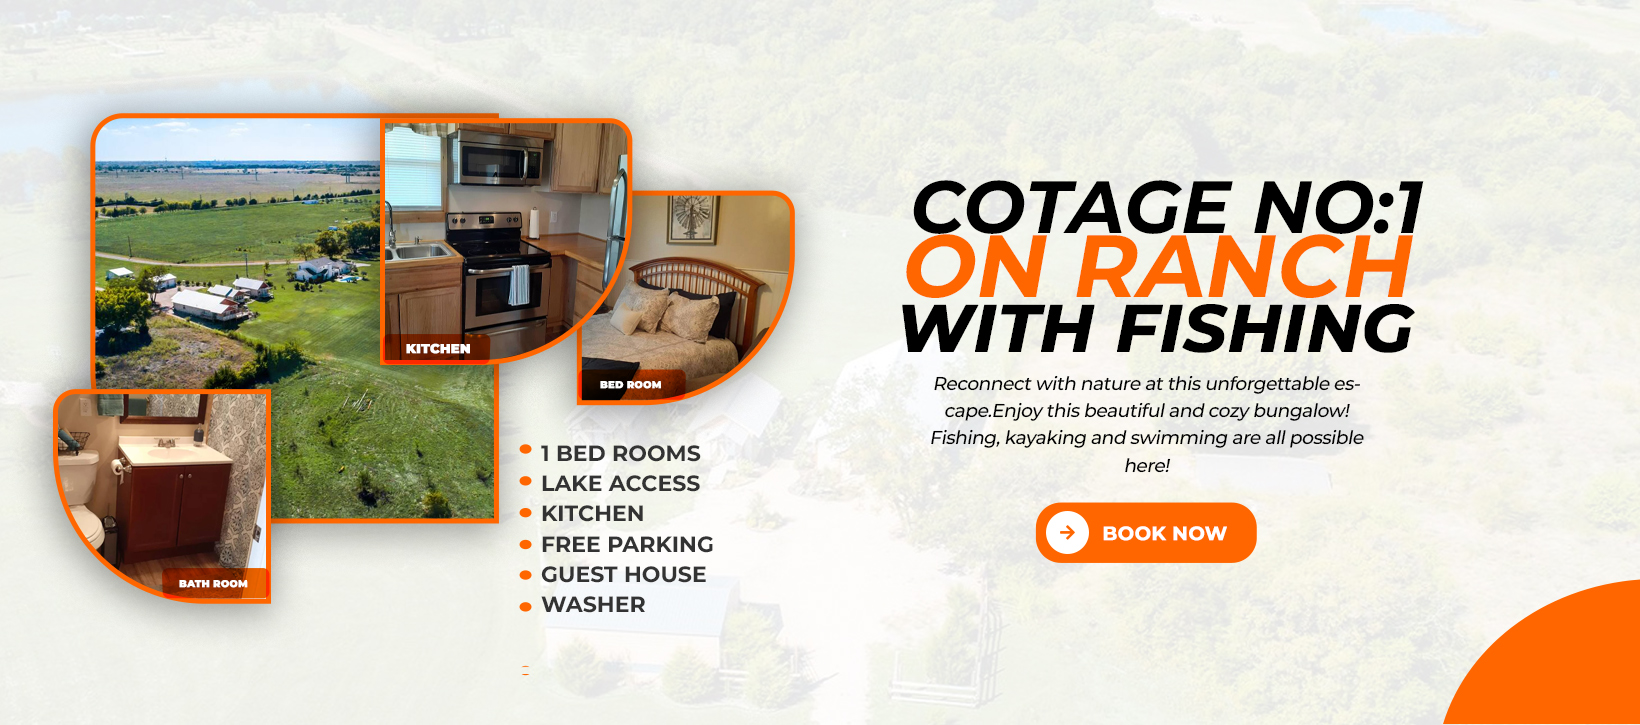 KITCHEN
BED ROOM
BATH ROOM
1 BED ROOMS
LAKE ACCESS
KITCHEN
FREE PARKING
GUEST HOUSE
WASHER
COTAGE NO:1
ON RANCH
WITH FISHING
Reconnect with nature at this unforgettable es-
cape.Enjoy this beautiful and cozy bungalow!
Fishing, kayaking and swimming are all possible
here!
BOOK NOW